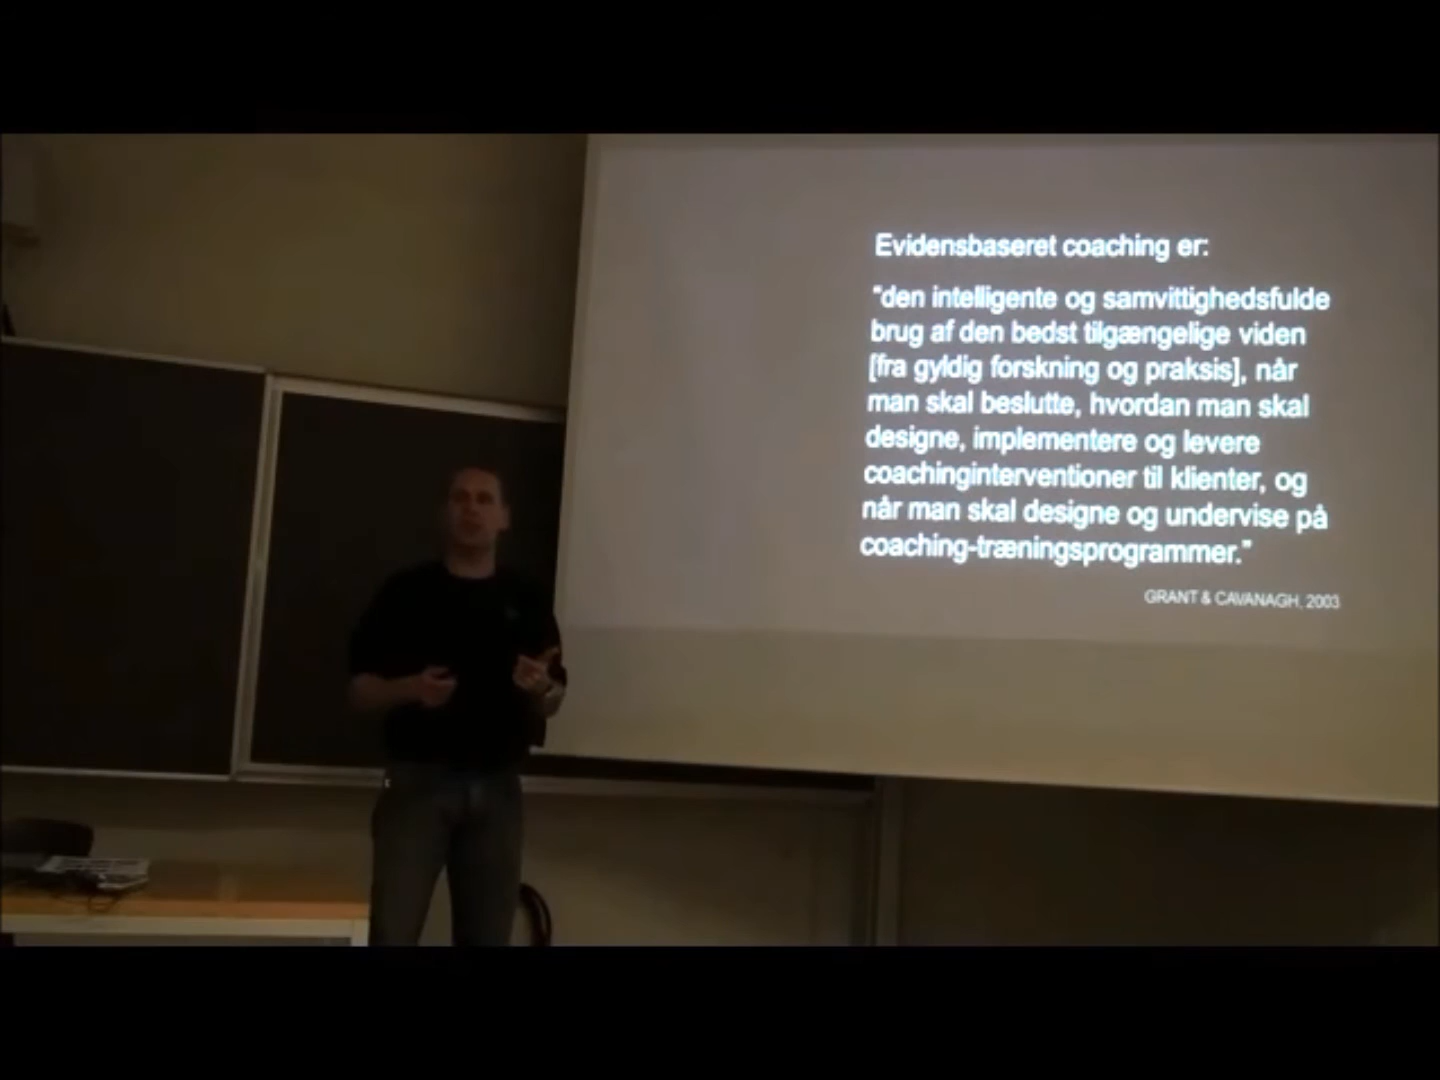 Evidensbaseret coaching er:
"den intelligente og samvittighedsfulde
brug af den bedst tilgængelige viden
[fra gyldig forskning og praksis], når
man skal beslutte, hvordan man skal
designe, implementere og levere
coachinginterventioner til klienter, og
når man skal designe og undervise på
coaching-træningsprogrammer."
GRANT & CAVANAGH, 2003